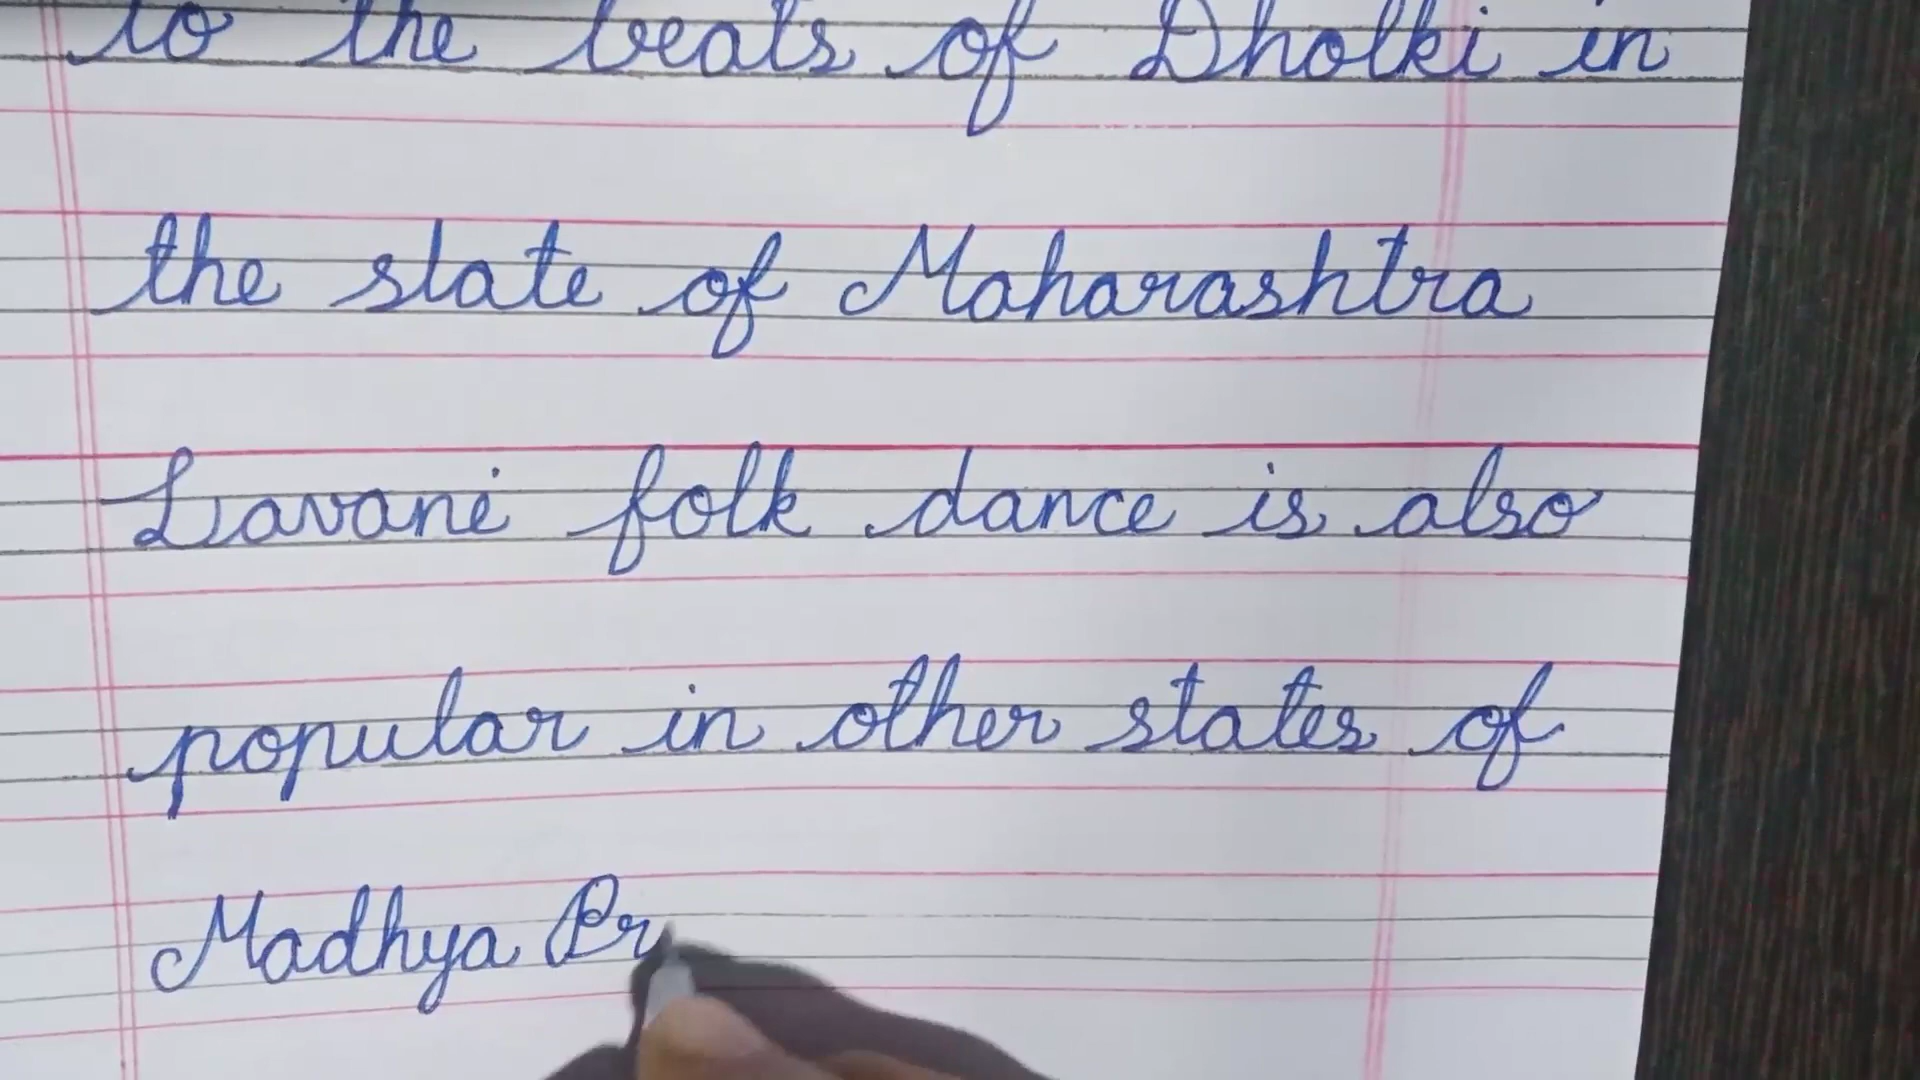 to the beats of Dholki in
the state of Maharashtra
Lavani folk dance is also
popular in other states of
Madhya Pr